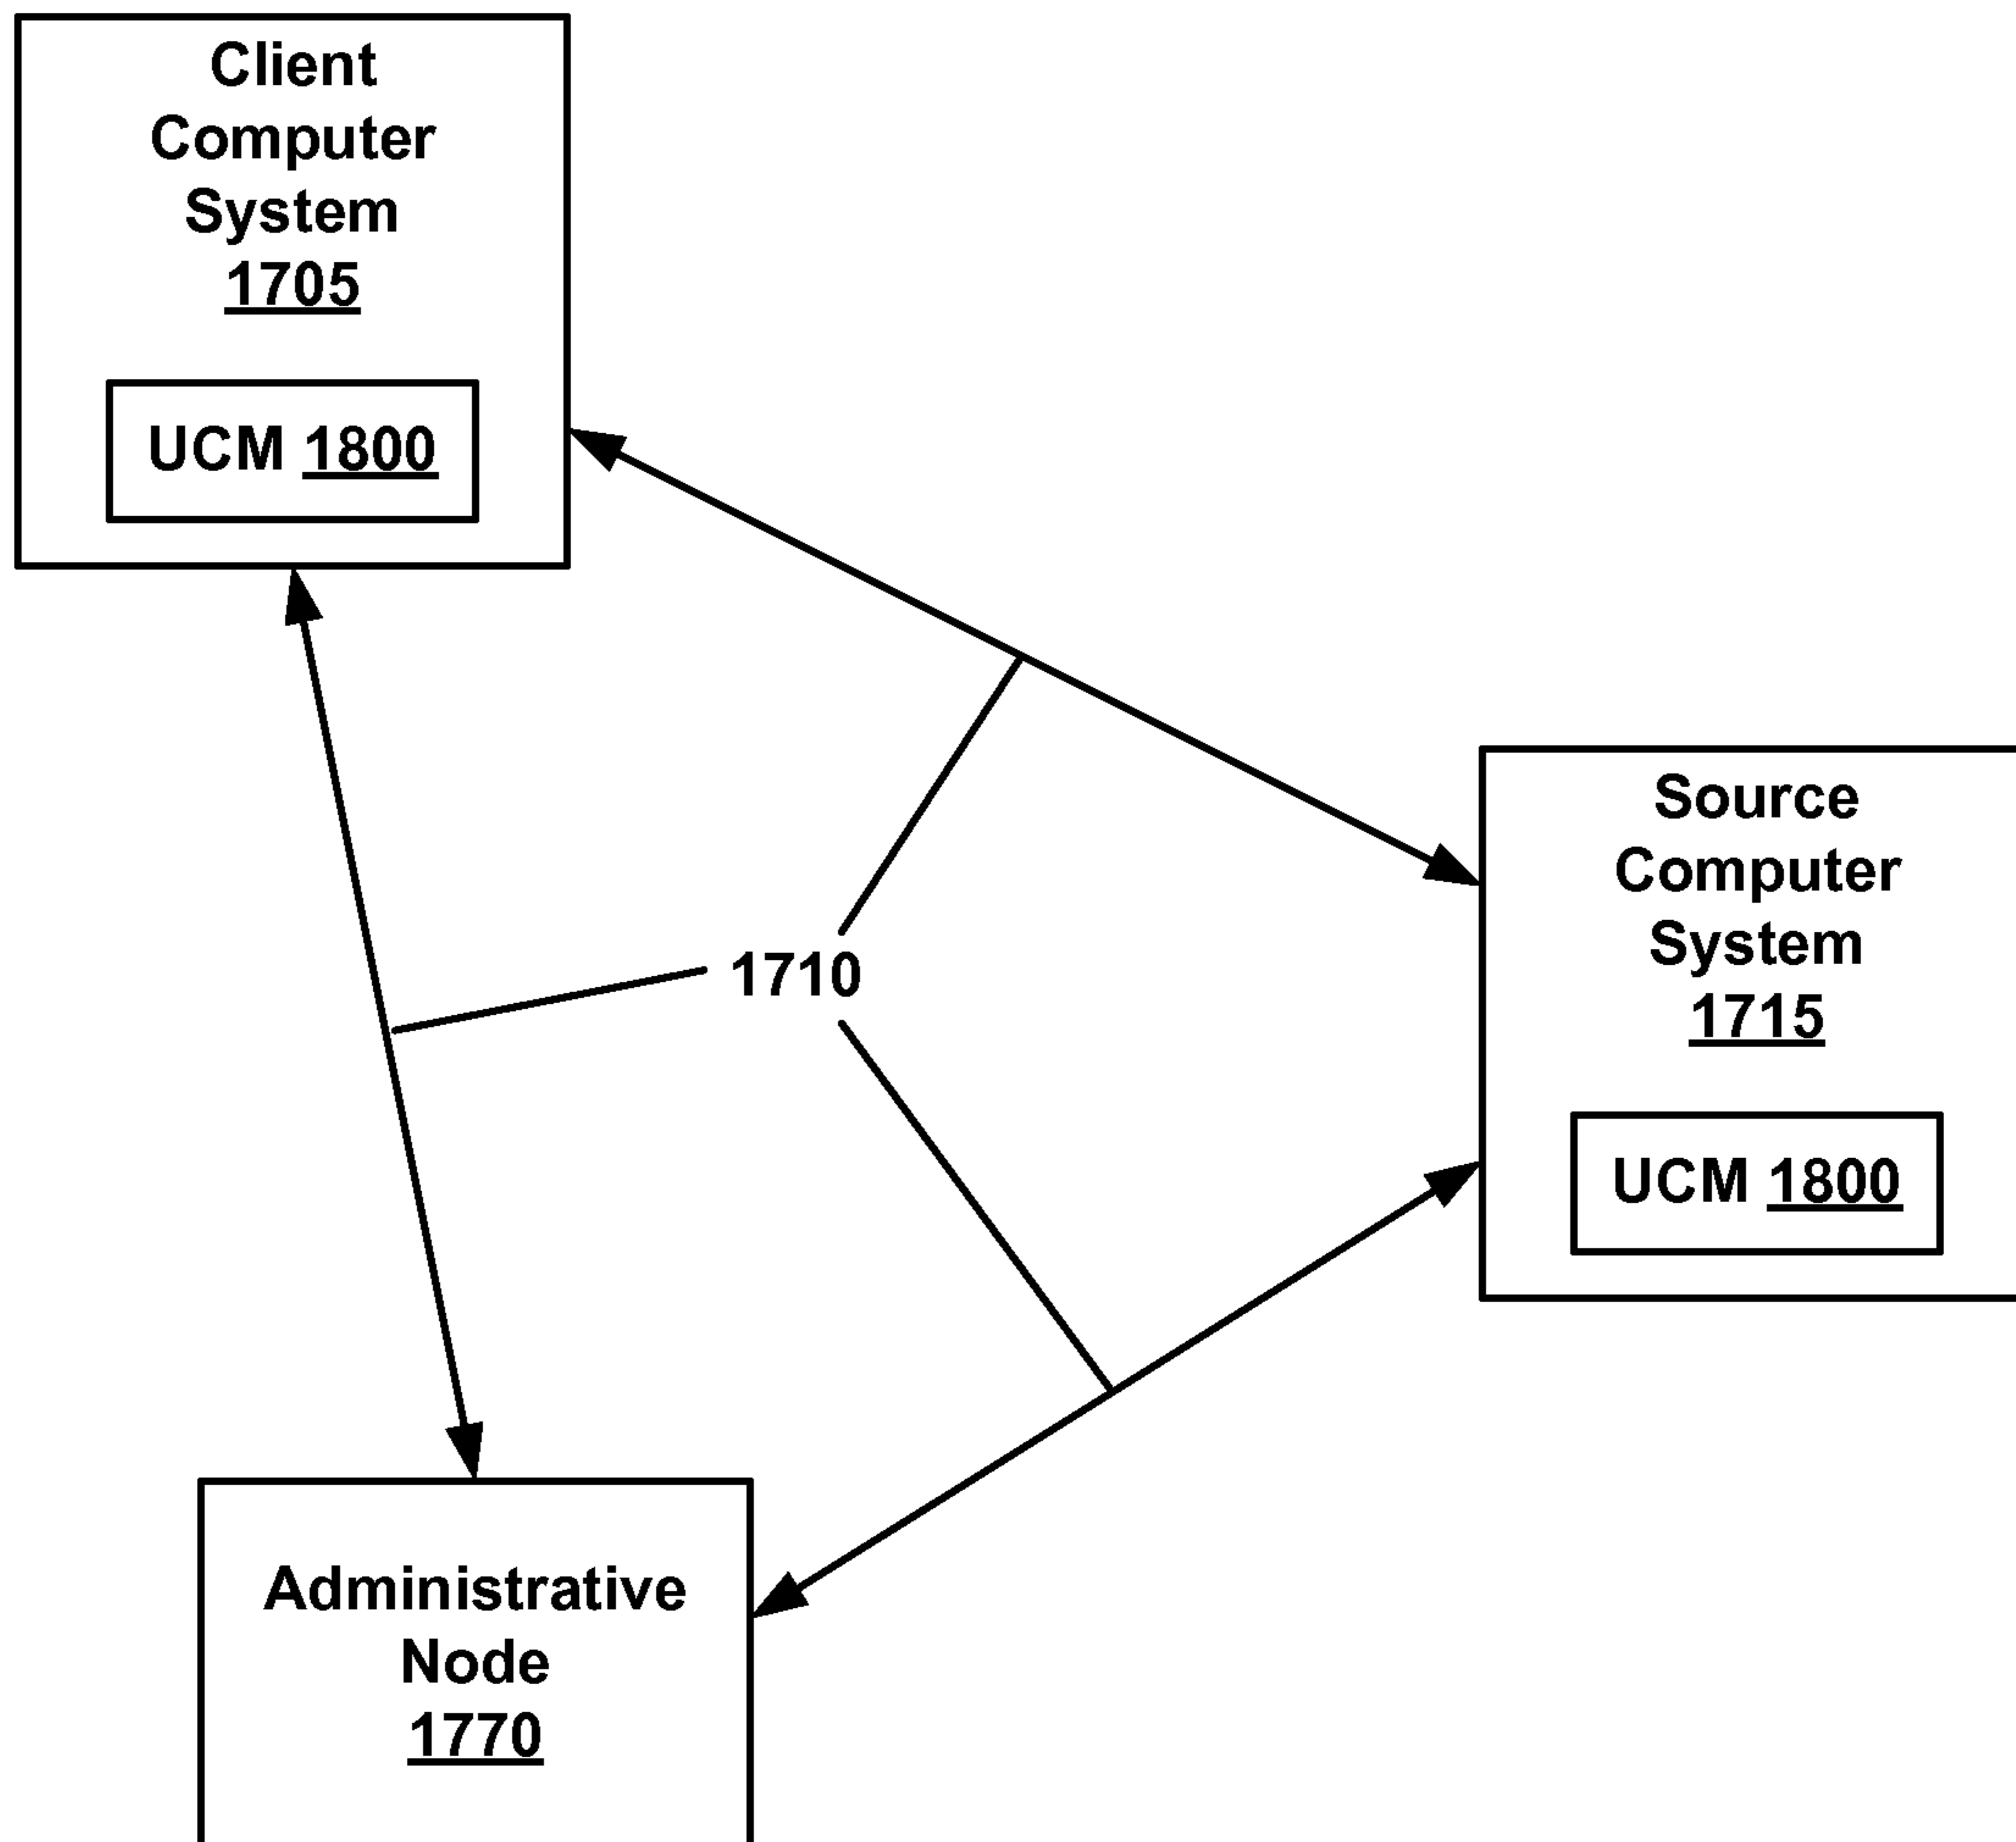 Client
Computer
System
1705
UCM 1800
1710
Source
Computer
System
1715
UCM 1800
Administrative
Node
1770